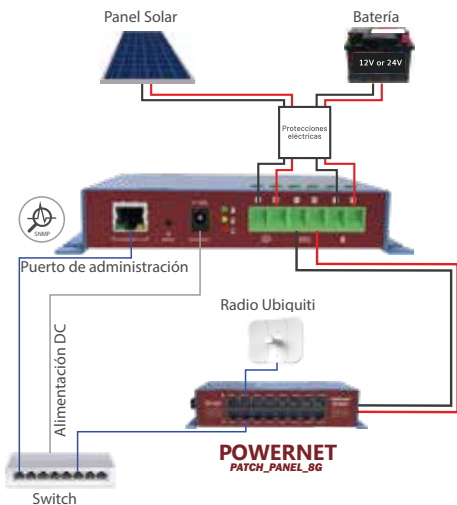 Panel Solar
Batería
12V or 24V
Protecciones
eléctricas
SNMP
Puerto de administración
Alimentación DC
Radio Ubiquiti
POWERNET
PATCH_PANEL_8G
Switch